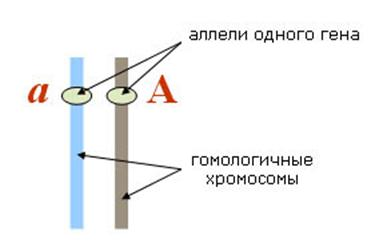 аллели одного гена
а А
гомологичные
хромосомы